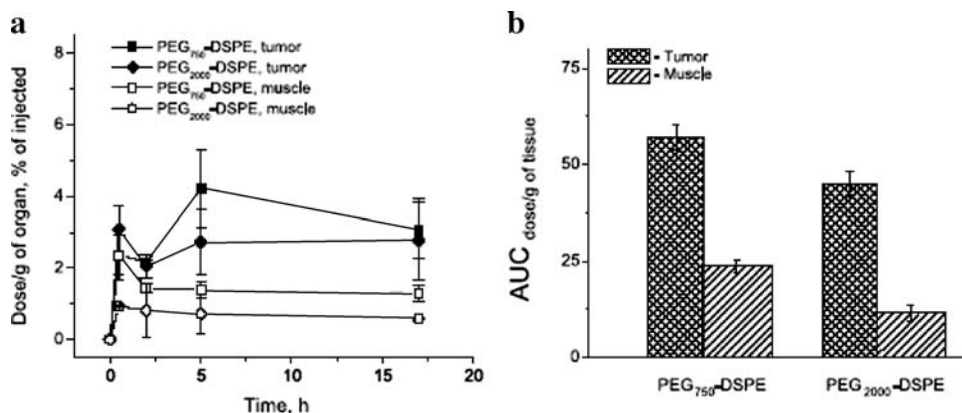 a
PEG750-DSPE, tumor
PEG2000-DSPE, tumor
PEG750-DSPE, muscle
PEG2000-DSPE, muscle
Dose/g of organ, % of injected
8
6
4
2
0
0 5 10 15 20
Time, h
b
- Tumor
- Muscle
AUC dose/g of tissue
75
50
25
0
PEG750-DSPE PEG2000-DSPE